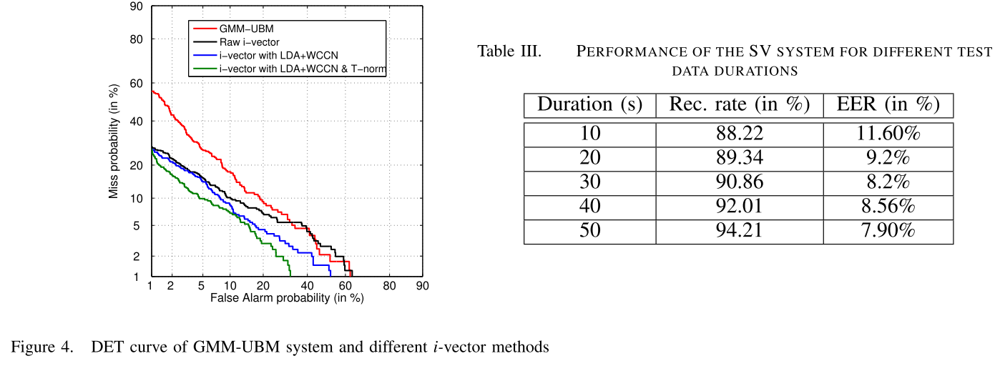 90
80
60
40
20
10
5
2
1
Miss probability (in %)
GMM−UBM
Raw i−vector
i−vector with LDA+WCCN
i−vector with LDA+WCCN & T−norm
1 2 5 10 20 40 60 80 90
False Alarm probability (in %)
Figure 4. DET curve of GMM-UBM system and different i-vector methods
Table III. PERFORMANCE OF THE SV SYSTEM FOR DIFFERENT TEST
DATA DURATIONS
Duration (s) Rec. rate (in %) EER (in %)
10 88.22 11.60%
20 89.34 9.2%
30 90.86 8.2%
40 92.01 8.56%
50 94.21 7.90%